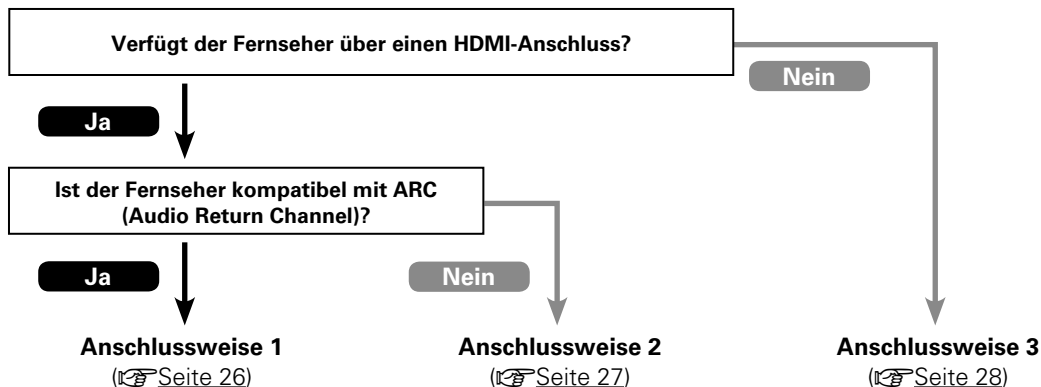 Verfügt der Fernseher über einen HDMI-Anschluss?
Nein
Ja
Ist der Fernseher kompatibel mit ARC
(Audio Return Channel)?
Ja
Nein
Anschlussweise 1
(☞Seite 26)
Anschlussweise 2
(☞Seite 27)
Anschlussweise 3
(☞Seite 28)